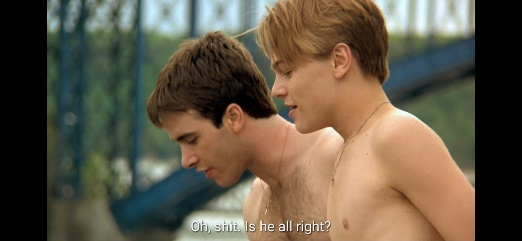 Oh, shit. Is he all right?